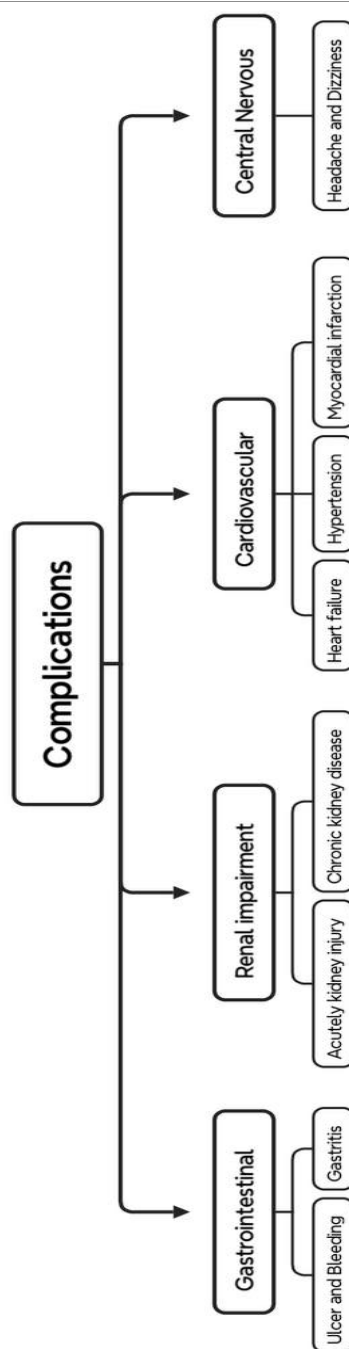 Complications
Gastrointestinal
Renal impairment
Cardiovascular
Central Nervous
Ulcer and Bleeding
Gastritis
Acutely kidney injury
Chronic kidney disease
Heart failure
Hypertension
Myocardial infarction
Headache and Dizziness